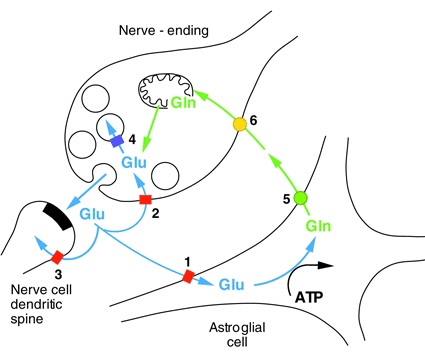 Nerve - ending
Gln
6
4
Glu
5
Glu
2
Gln
1
3
Glu
Nerve cell
dendritic
spine
ATP
Astroglial
cell